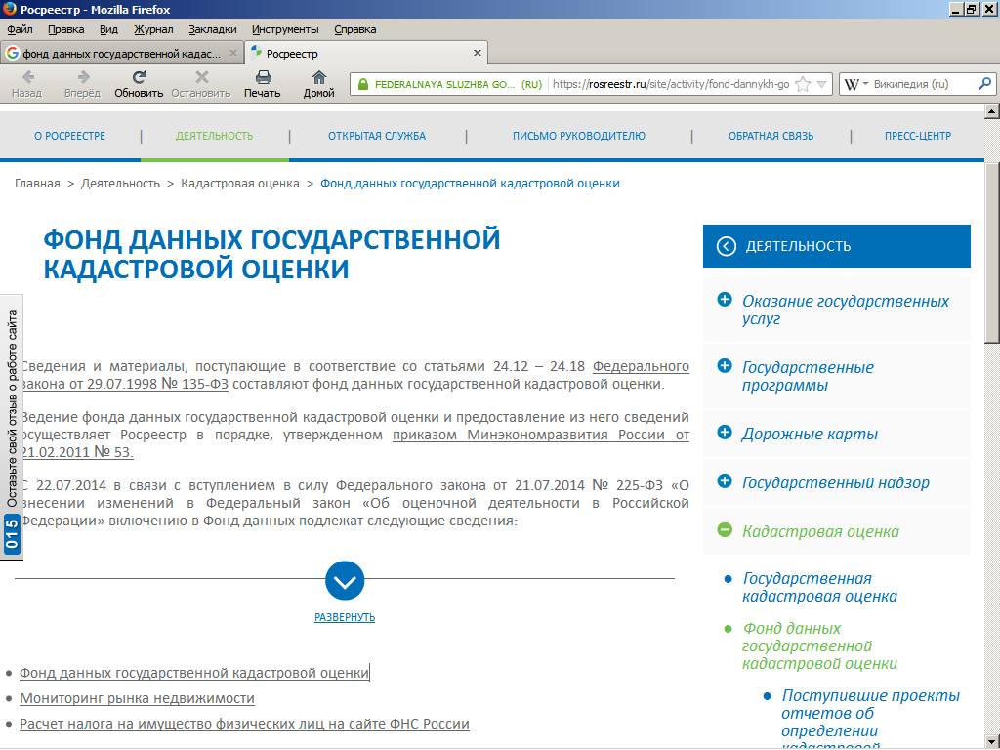 Росреестр - Mozilla Firefox
Файл Правка Вид Журнал Закладки Инструменты Справка
фонд данных государственной кадас...
Росреестр
Назад Вперёд Обновить Остановить Печать Домой
FEDERALNAYA SLUZHBA GO... (RU) https://rosreestr.ru/site/activity/fond-dannykh-go
W Википедия (ru)
О РОСРЕЕСТРЕ | ДЕЯТЕЛЬНОСТЬ | ОТКРЫТАЯ СЛУЖБА | ПИСЬМО РУКОВОДИТЕЛЮ | ОБРАТНАЯ СВЯЗЬ | ПРЕСС-ЦЕНТР
Главная > Деятельность > Кадастровая оценка > Фонд данных государственной кадастровой оценки
ФОНД ДАННЫХ ГОСУДАРСТВЕННОЙ
КАДАСТРОВОЙ ОЦЕНКИ
Сведения и материалы, поступающие в соответствие со статьями 24.12 – 24.18 Федерального
закона от 29.07.1998 № 135-ФЗ составляют фонд данных государственной кадастровой оценки.
Ведение фонда данных государственной кадастровой оценки и предоставление из него сведений
осуществляет Росреестр в порядке, утвержденном приказом Минэкономразвития России от
21.02.2011 № 53.
С 22.07.2014 в связи с вступлением в силу Федерального закона от 21.07.2014 № 225-ФЗ «О
внесении изменений в Федеральный закон «Об оценочной деятельности в Российской
Федерации» включению в Фонд данных подлежат следующие сведения:
РАЗВЕРНУТЬ
Фонд данных государственной кадастровой оценки
Мониторинг рынка недвижимости
Расчет налога на имущество физических лиц на сайте ФНС России
Оставьте свой отзыв о работе сайта
015
ДЕЯТЕЛЬНОСТЬ
Оказание государственных
услуг
Государственные
программы
Дорожные карты
Государственный надзор
Кадастровая оценка
Государственная
кадастровая оценка
Фонд данных
государственной
кадастровой оценки
Поступившие проекты
отчетов об
определении
кадастровой